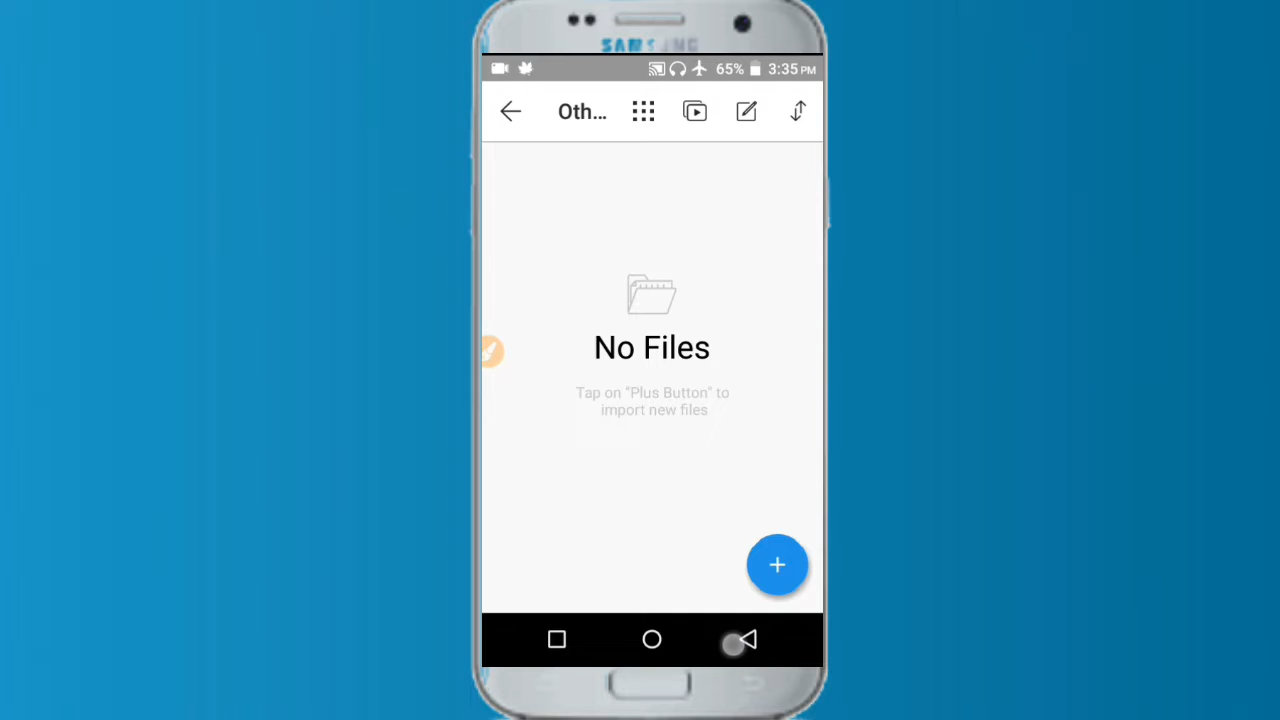 SAMSUNG
65% 3:35 PM
Oth...
No Files
Tap on "Plus Button" to
import new files